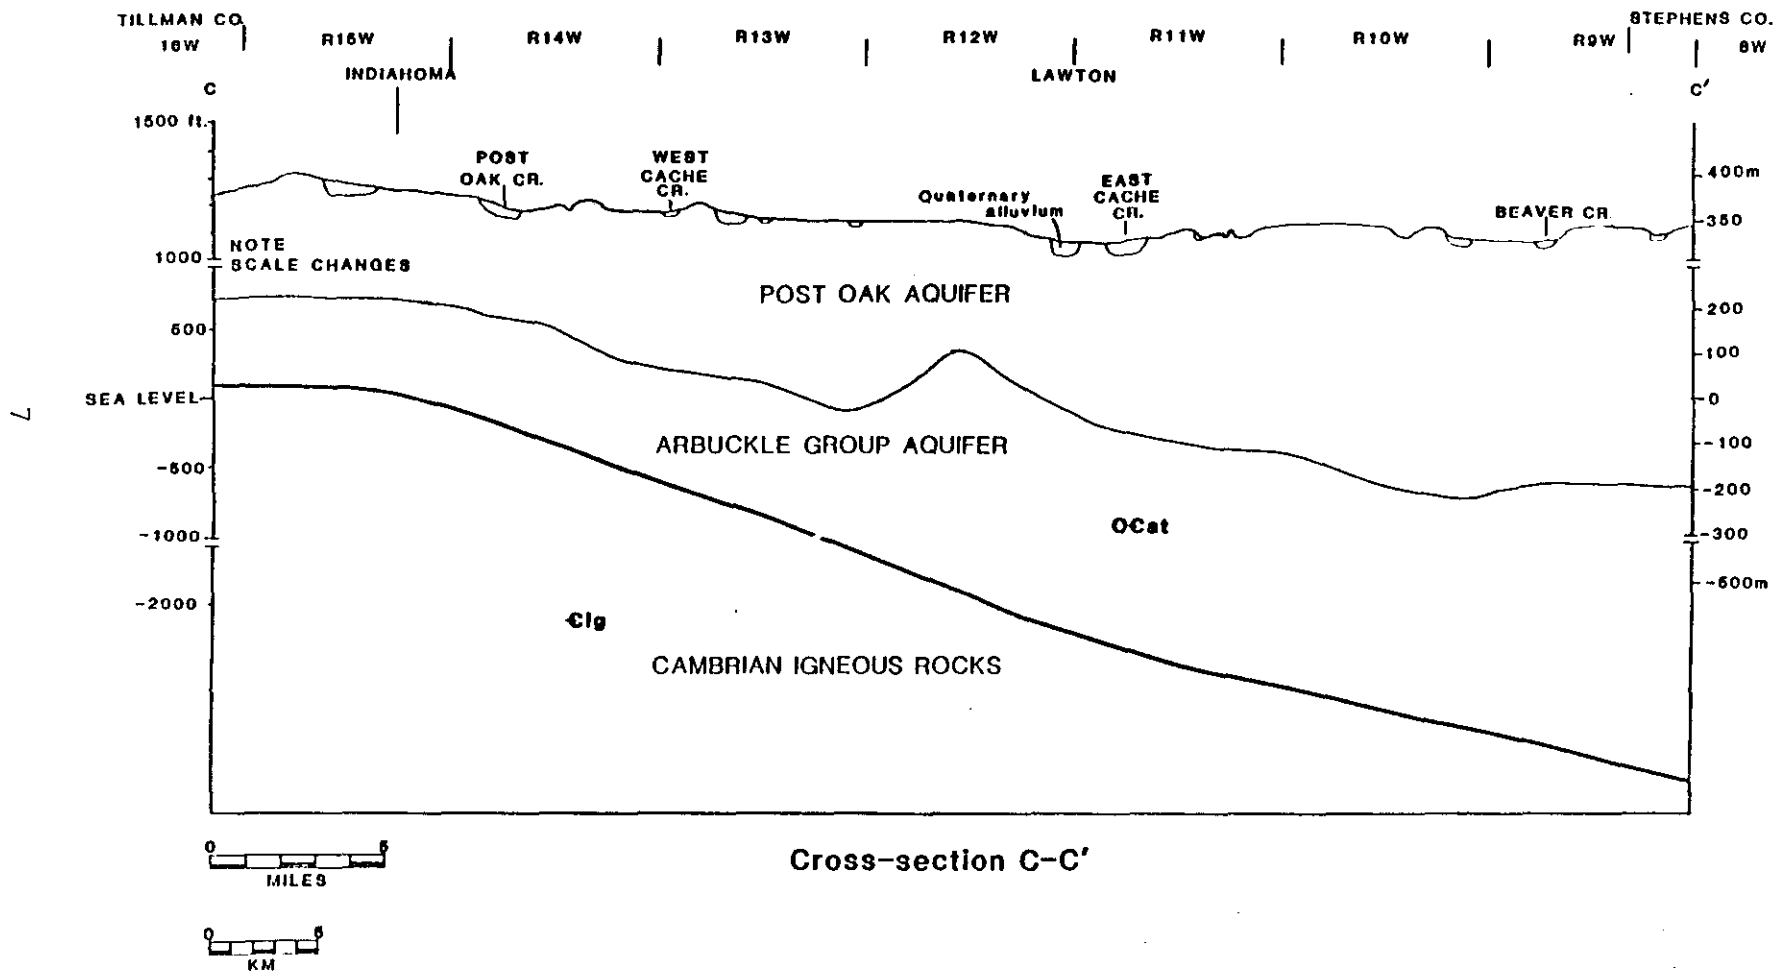 TILLMAN CO.
STEPHENS CO.
16W
R15W
R14W
R13W
R12W
R11W
R10W
R9W
8W
INDIAHOMA
LAWTON
C
C'
1500 ft.
POST
OAK CR.
WEST
CACHE
CR.
Quaternary
alluvium
EAST
CACHE
CR.
BEAVER CR.
400m
350
NOTE
SCALE CHANGES
1000
POST OAK AQUIFER
200
500
100
SEA LEVEL
0
7
ARBUCKLE GROUP AQUIFER
-100
-500
-200
OЄat
-1000
-300
-500m
-2000
Єig
CAMBRIAN IGNEOUS ROCKS
0 5
MILES
Cross-section C-C'
0 5
KM